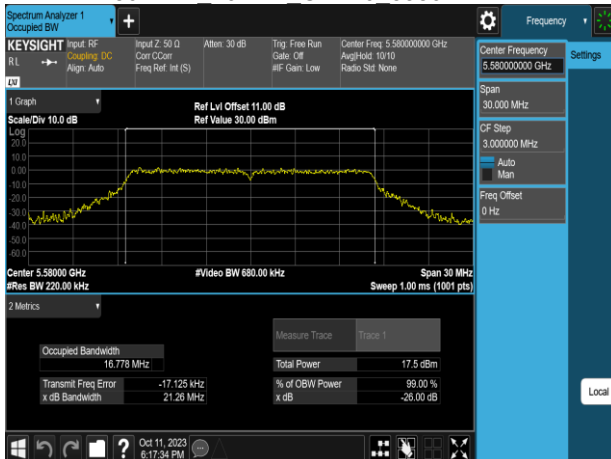 Spectrum Analyzer 1
Occupied BW
+
Frequency
KEYSIGHT
RL
LXI
Input: RF
Coupling: DC
Align: Auto
Input Z: 50 Ω
Corr CCorr
Freq Ref: Int (S)
Atten: 30 dB
Trig: Free Run
Gate: Off
#IF Gain: Low
Center Freq: 5.580000000 GHz
Avg|Hold: 10/10
Radio Std: None
Center Frequency
5.580000000 GHz
Settings
Span
30.000 MHz
CF Step
3.000000 MHz
Auto
Man
Freq Offset
0 Hz
1 Graph
Scale/Div 10.0 dB
Ref Lvl Offset 11.00 dB
Ref Value 30.00 dBm
Log
20.0
10.0
0.00
-10.0
-20.0
-30.0
-40.0
-50.0
-60.0
Center 5.58000 GHz
#Res BW 220.00 kHz
#Video BW 680.00 kHz
Span 30 MHz
Sweep 1.00 ms (1001 pts)
2 Metrics
Measure Trace
Trace 1
Occupied Bandwidth
16.778 MHz
Total Power
17.5 dBm
Transmit Freq Error
-17.125 kHz
% of OBW Power
99.00 %
x dB Bandwidth
21.26 MHz
x dB
-26.00 dB
Local
?
Oct 11, 2023
6:17:34 PM